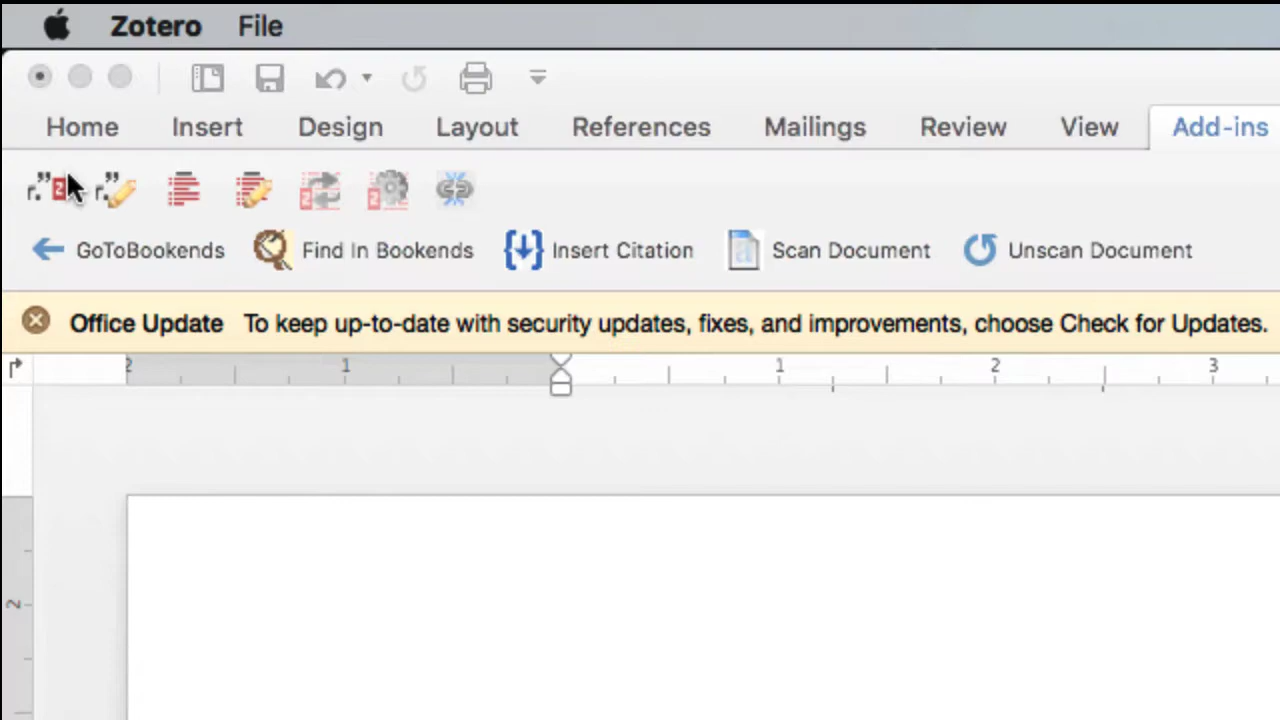 Zotero File
Home Insert Design Layout References Mailings Review View Add-ins
r.” Z r.”
GoToBookends Find In Bookends Insert Citation Scan Document Unscan Document
Office Update To keep up-to-date with security updates, fixes, and improvements, choose Check for Updates.
2 1 1 2 3
2